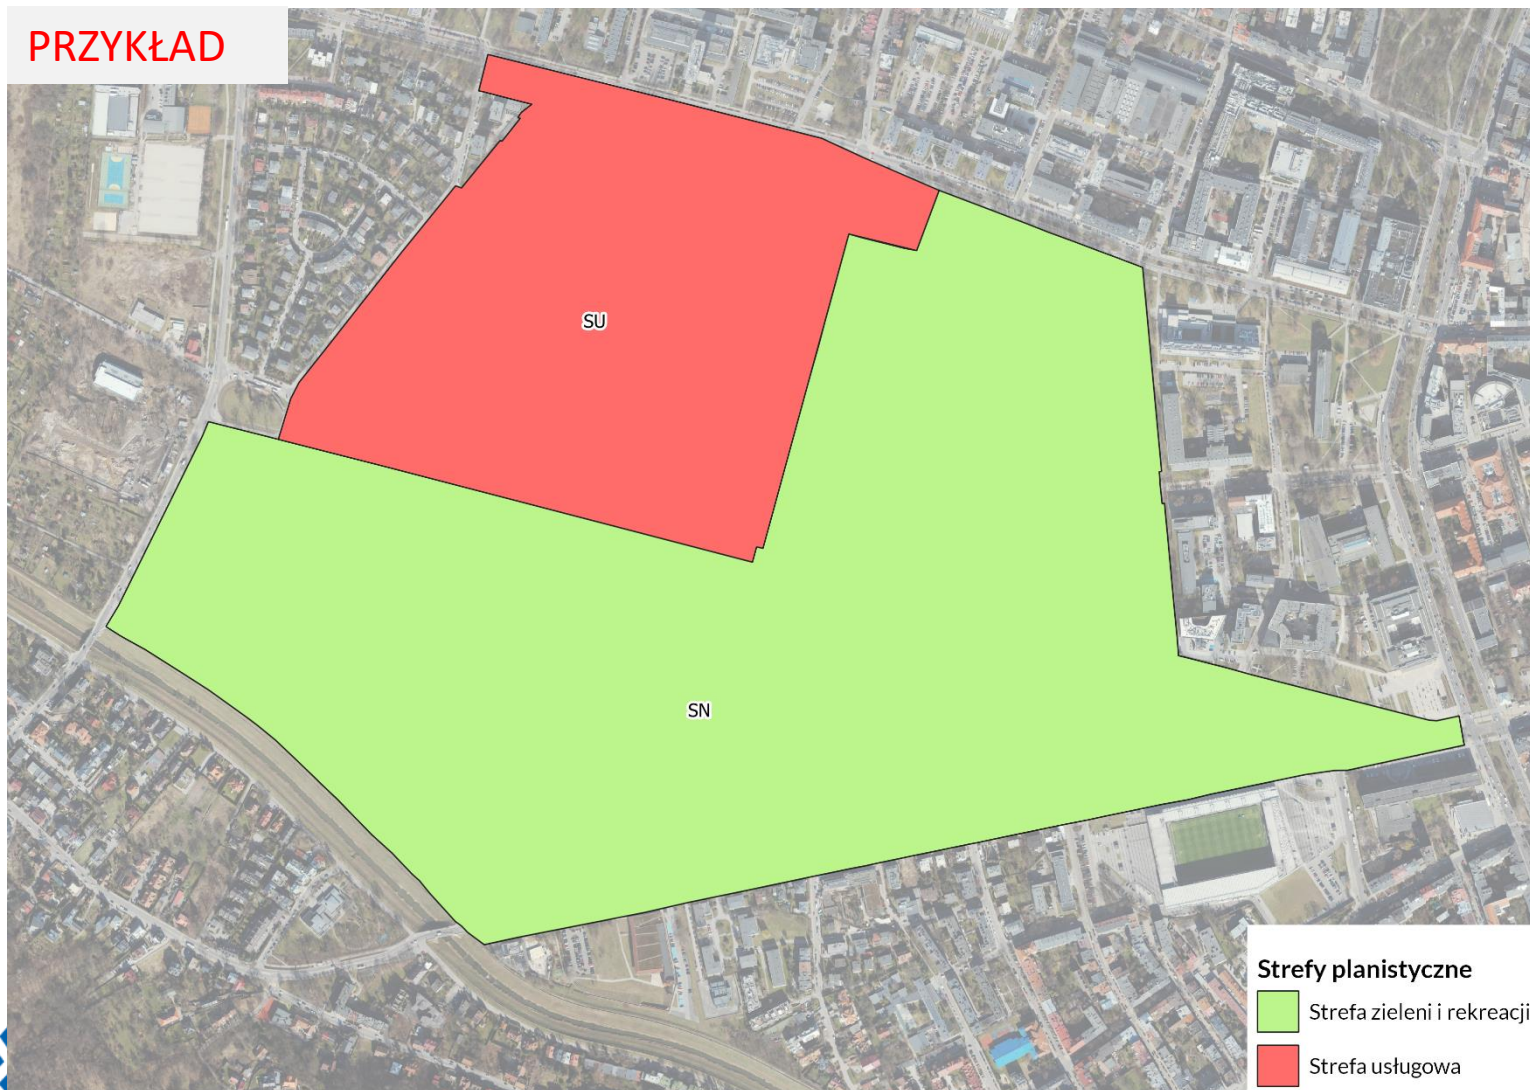 PRZYKŁAD
SU
SN
Strefy planistyczne
Strefa zieleni i rekreacji
Strefa usługowa